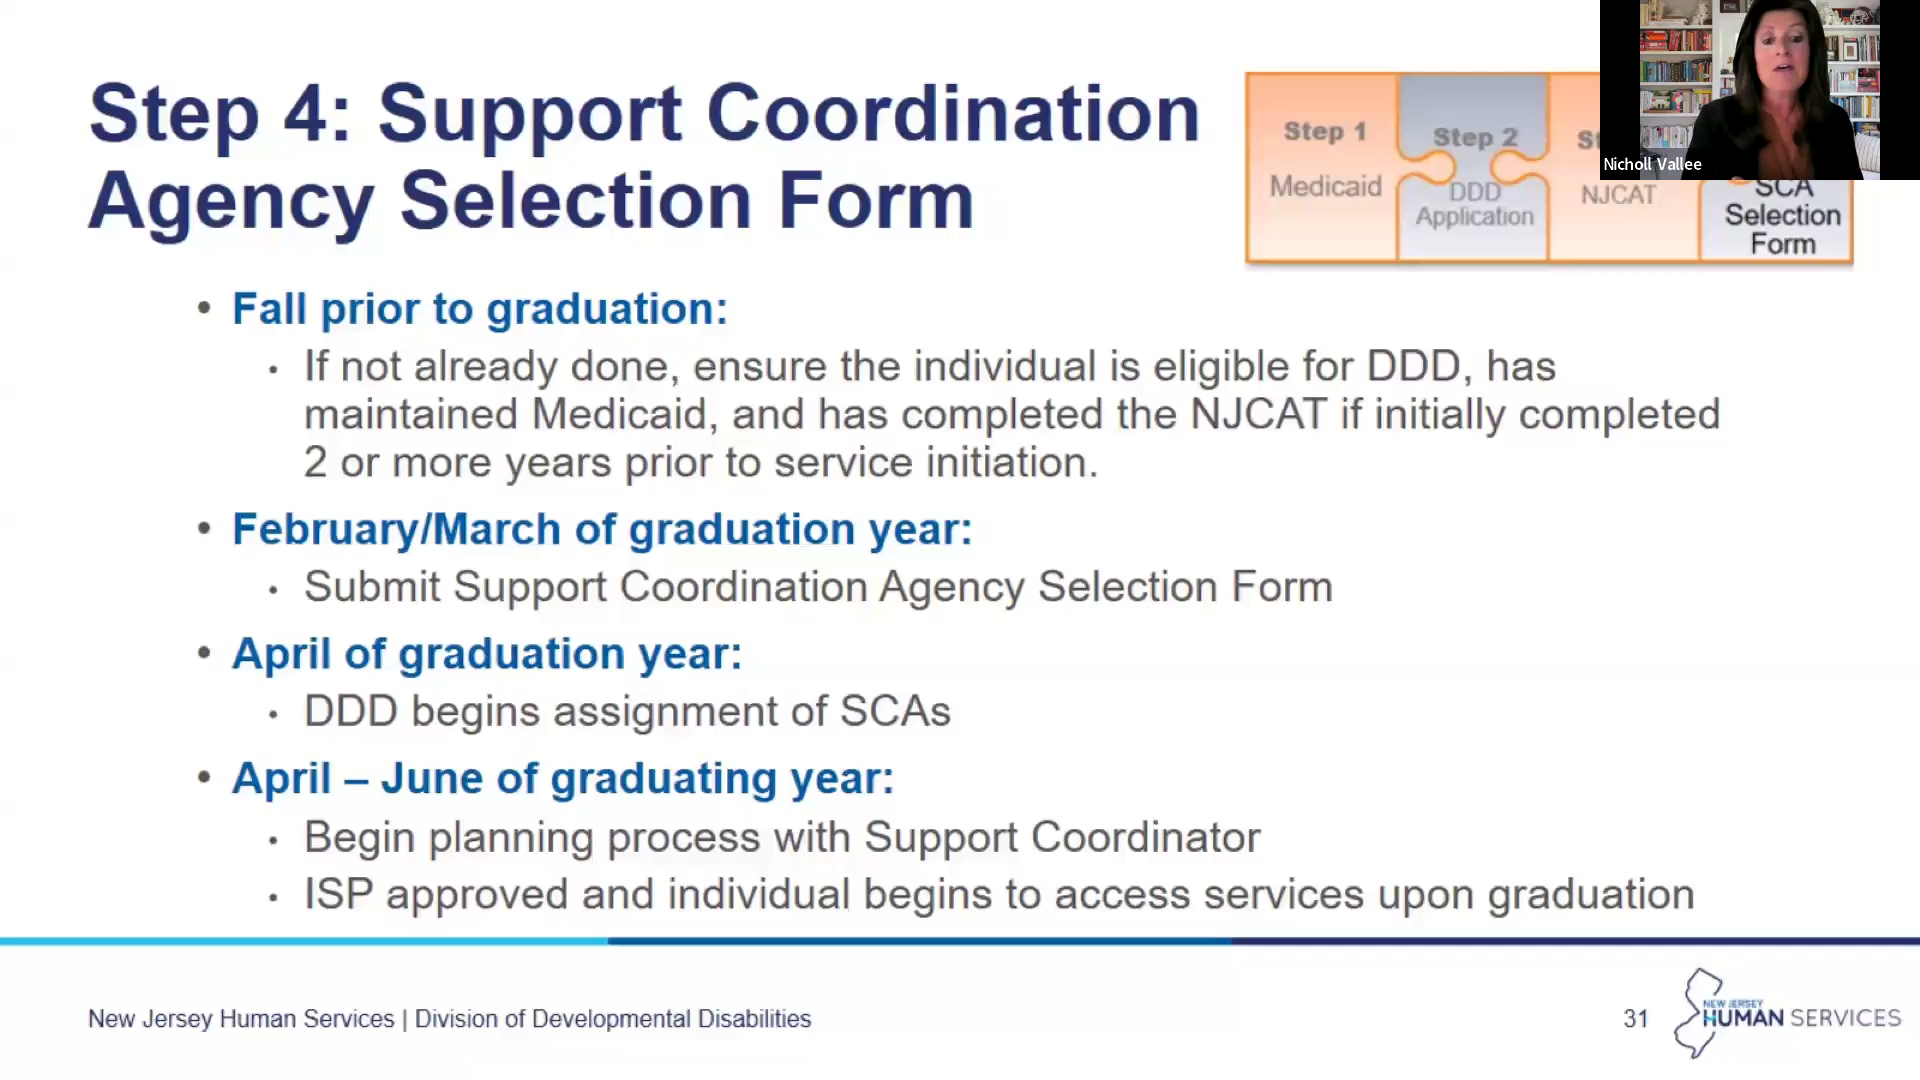 Step 4: Support Coordination
Agency Selection Form
Step 1
Medicaid
Step 2
DDD
Application
NJCAT
SCA
Selection
Form
Nicholl Vallee
• Fall prior to graduation:
• If not already done, ensure the individual is eligible for DDD, has
maintained Medicaid, and has completed the NJCAT if initially completed
2 or more years prior to service initiation.
• February/March of graduation year:
• Submit Support Coordination Agency Selection Form
• April of graduation year:
• DDD begins assignment of SCAs
• April – June of graduating year:
• Begin planning process with Support Coordinator
• ISP approved and individual begins to access services upon graduation
New Jersey Human Services | Division of Developmental Disabilities
31
NEW JERSEY
HUMAN SERVICES